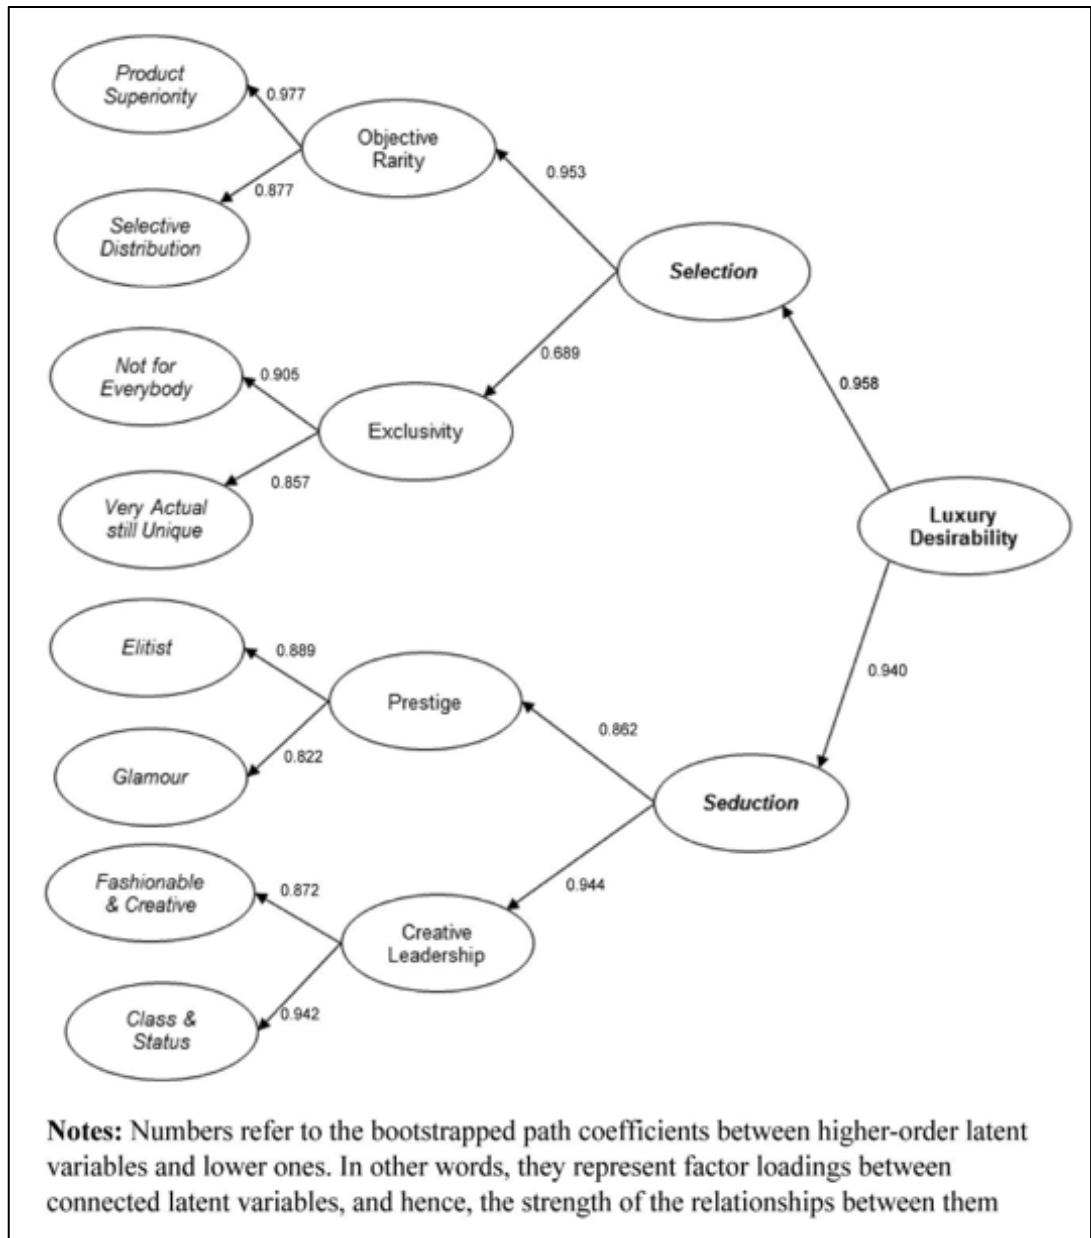 Product
Superiority
0.977
Objective
Rarity
0.877
0.953
Selective
Distribution
Selection
Not for
Everybody
0.905
0.689
Exclusivity
0.958
0.857
Very Actual
still Unique
Luxury
Desirability
Elitist
0.889
Prestige
0.940
0.862
Glamour
0.822
Seduction
Fashionable
& Creative
0.872
0.944
Creative
Leadership
Class &
Status
0.942
Notes: Numbers refer to the bootstrapped path coefficients between higher-order latent
variables and lower ones. In other words, they represent factor loadings between
connected latent variables, and hence, the strength of the relationships between them